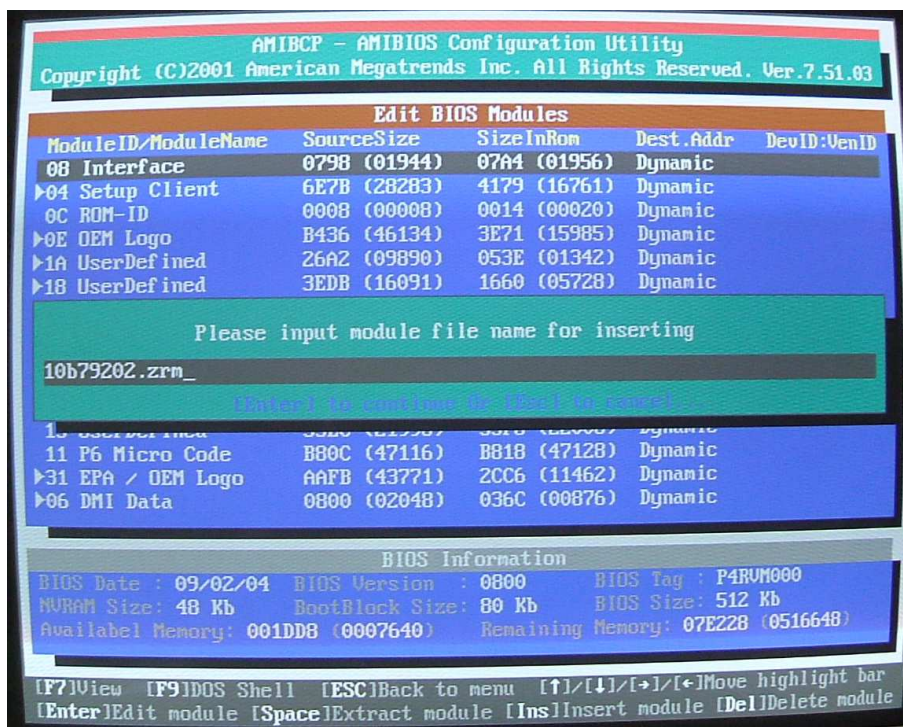 AMIBCP - AMIBIOS Configuration Utility
Copyright (C)2001 American Megatrends Inc. All Rights Reserved. Ver.7.51.03
Edit BIOS Modules
ModuleID/ModuleName SourceSize SizeInRom Dest.Addr DevID:VenID
08 Interface 0798 (01944) 07A4 (01956) Dynamic
▶04 Setup Client 6E7B (28283) 4179 (16761) Dynamic
0C ROM-ID 0008 (00008) 0014 (00020) Dynamic
▶0E OEM Logo B436 (46134) 3E71 (15985) Dynamic
▶1A UserDefined 26A2 (09890) 053E (01342) Dynamic
▶18 UserDefined 3EDB (16091) 1660 (05728) Dynamic
Please input module file name for inserting
10b79202.zrm_
[Enter] to continue Or [Esc] to cancel
UserDefined Dynamic
11 P6 Micro Code B80C (47116) B818 (47128) Dynamic
▶31 EPA / OEM Logo AAFB (43771) 2CC6 (11462) Dynamic
▶06 DMI Data 0800 (02048) 036C (00876) Dynamic
BIOS Information
BIOS Date : 09/02/04 BIOS Version : 0800 BIOS Tag : P4RVM000
NVRAM Size: 48 Kb BootBlock Size: 80 Kb BIOS Size: 512 Kb
Availabel Memory: 001DD8 (0007640) Remaining Memory: 07E228 (0516648)
[F7]View [F9]DOS Shell [ESC]Back to menu [↑]/[↓]/[→]/[←]Move highlight bar
[Enter]Edit module [Space]Extract module [Ins]Insert module [Del]Delete module